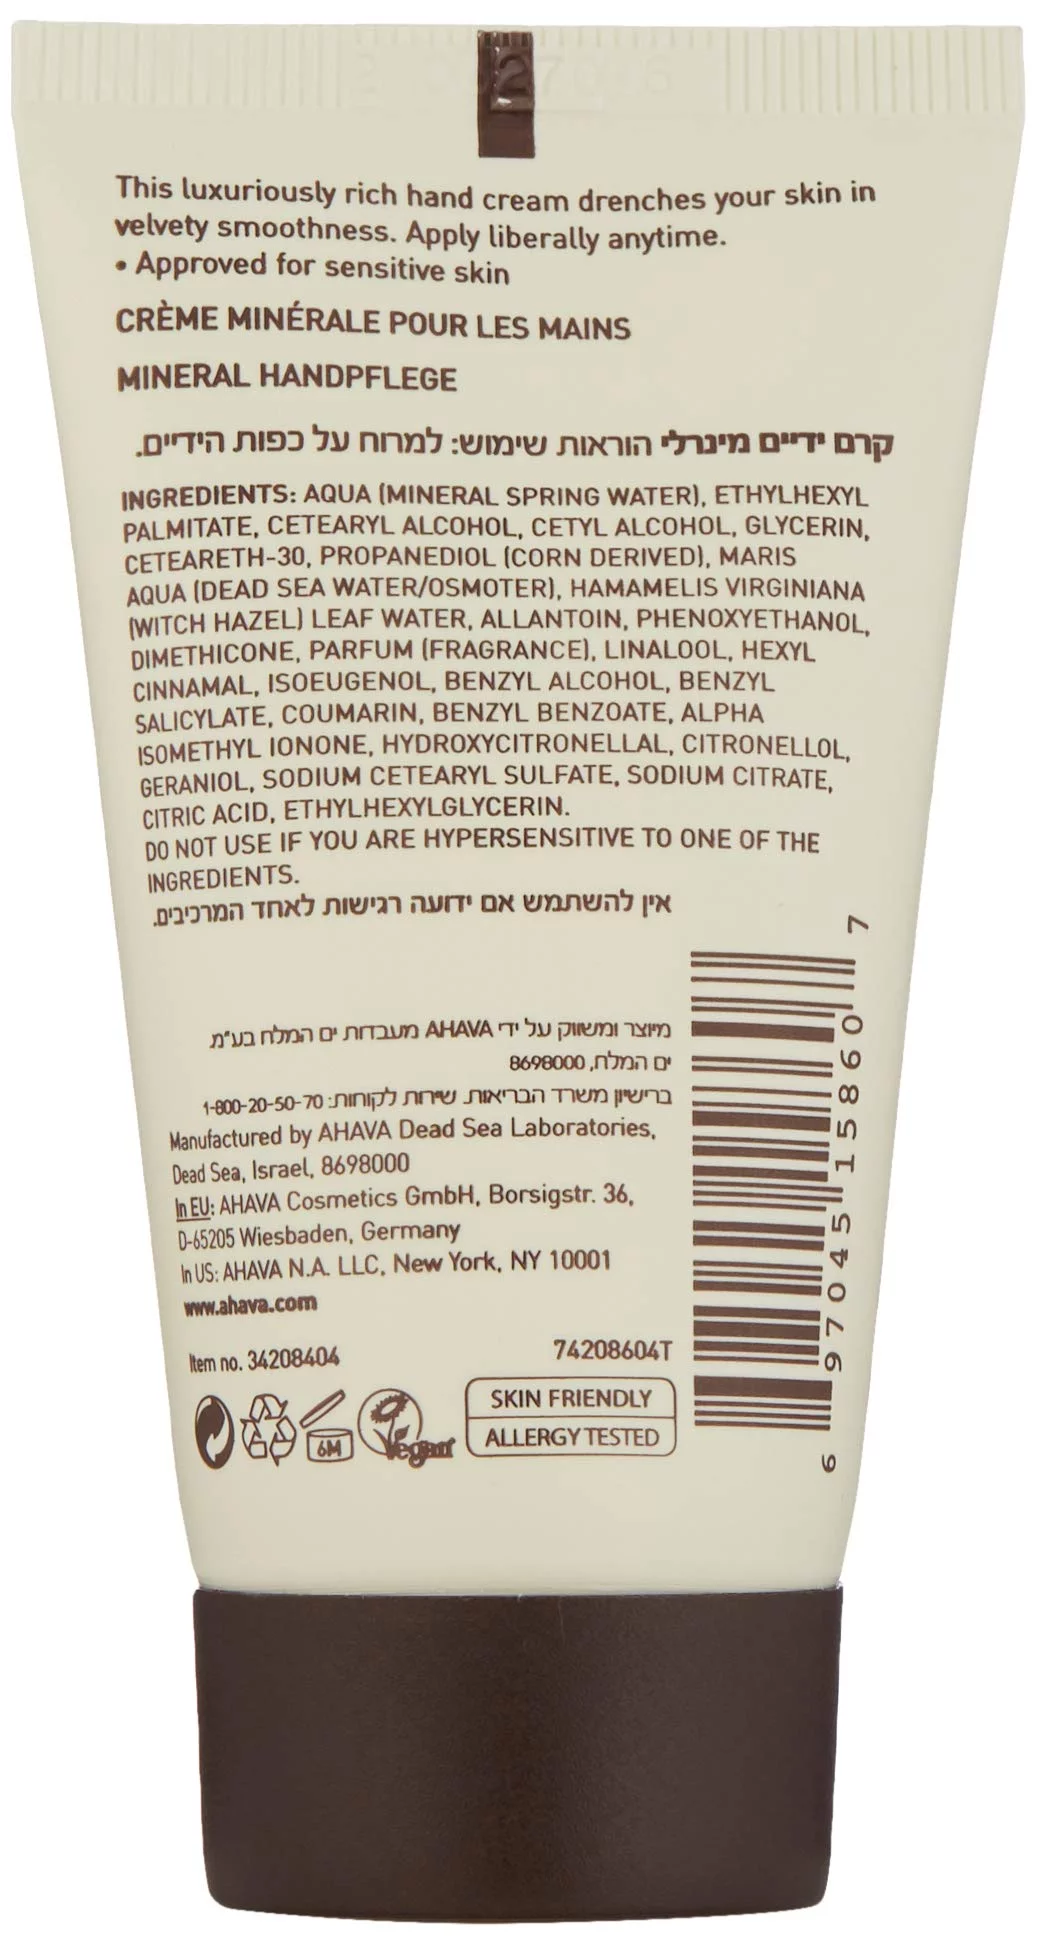 This luxuriously rich hand cream drenches your skin in
velvety smoothness. Apply liberally anytime.
• Approved for sensitive skin
CRÈME MINÉRALE POUR LES MAINS
MINERAL HANDPFLEGE
קרם ידיים מינרלי הוראות שימוש: למרוח על כפות הידיים.
INGREDIENTS: AQUA (MINERAL SPRING WATER), ETHYLHEXYL
PALMITATE, CETEARYL ALCOHOL, CETYL ALCOHOL, GLYCERIN,
CETEARETH-30, PROPANEDIOL (CORN DERIVED), MARIS
AQUA (DEAD SEA WATER/OSMOTER), HAMAMELIS VIRGINIANA
(WITCH HAZEL) LEAF WATER, ALLANTOIN, PHENOXYETHANOL,
DIMETHICONE, PARFUM (FRAGRANCE), LINALOOL, HEXYL
CINNAMAL, ISOEUGENOL, BENZYL ALCOHOL, BENZYL
SALICYLATE, COUMARIN, BENZYL BENZOATE, ALPHA
ISOMETHYL IONONE, HYDROXYCITRONELLAL, CITRONELLOL,
GERANIOL, SODIUM CETEARYL SULFATE, SODIUM CITRATE,
CITRIC ACID, ETHYLHEXYLGLYCERIN.
DO NOT USE IF YOU ARE HYPERSENSITIVE TO ONE OF THE
INGREDIENTS.
אין להשתמש אם ידועה רגישות לאחד המרכיבים.
מיוצר ומשווק על ידי AHAVA מעבדות ים המלח בע"מ
ים המלח, 8698000
ברישיון משרד הבריאות. שירות לקוחות: 1-800-20-50-70
Manufactured by AHAVA Dead Sea Laboratories,
Dead Sea, Israel, 8698000
In EU: AHAVA Cosmetics GmbH, Borsigstr. 36,
D-65205 Wiesbaden, Germany
In US: AHAVA N.A. LLC, New York, NY 10001
www.ahava.com
Item no. 34208404
74208604T
6M
Vegan
SKIN FRIENDLY
ALLERGY TESTED
6 97045 15860 7